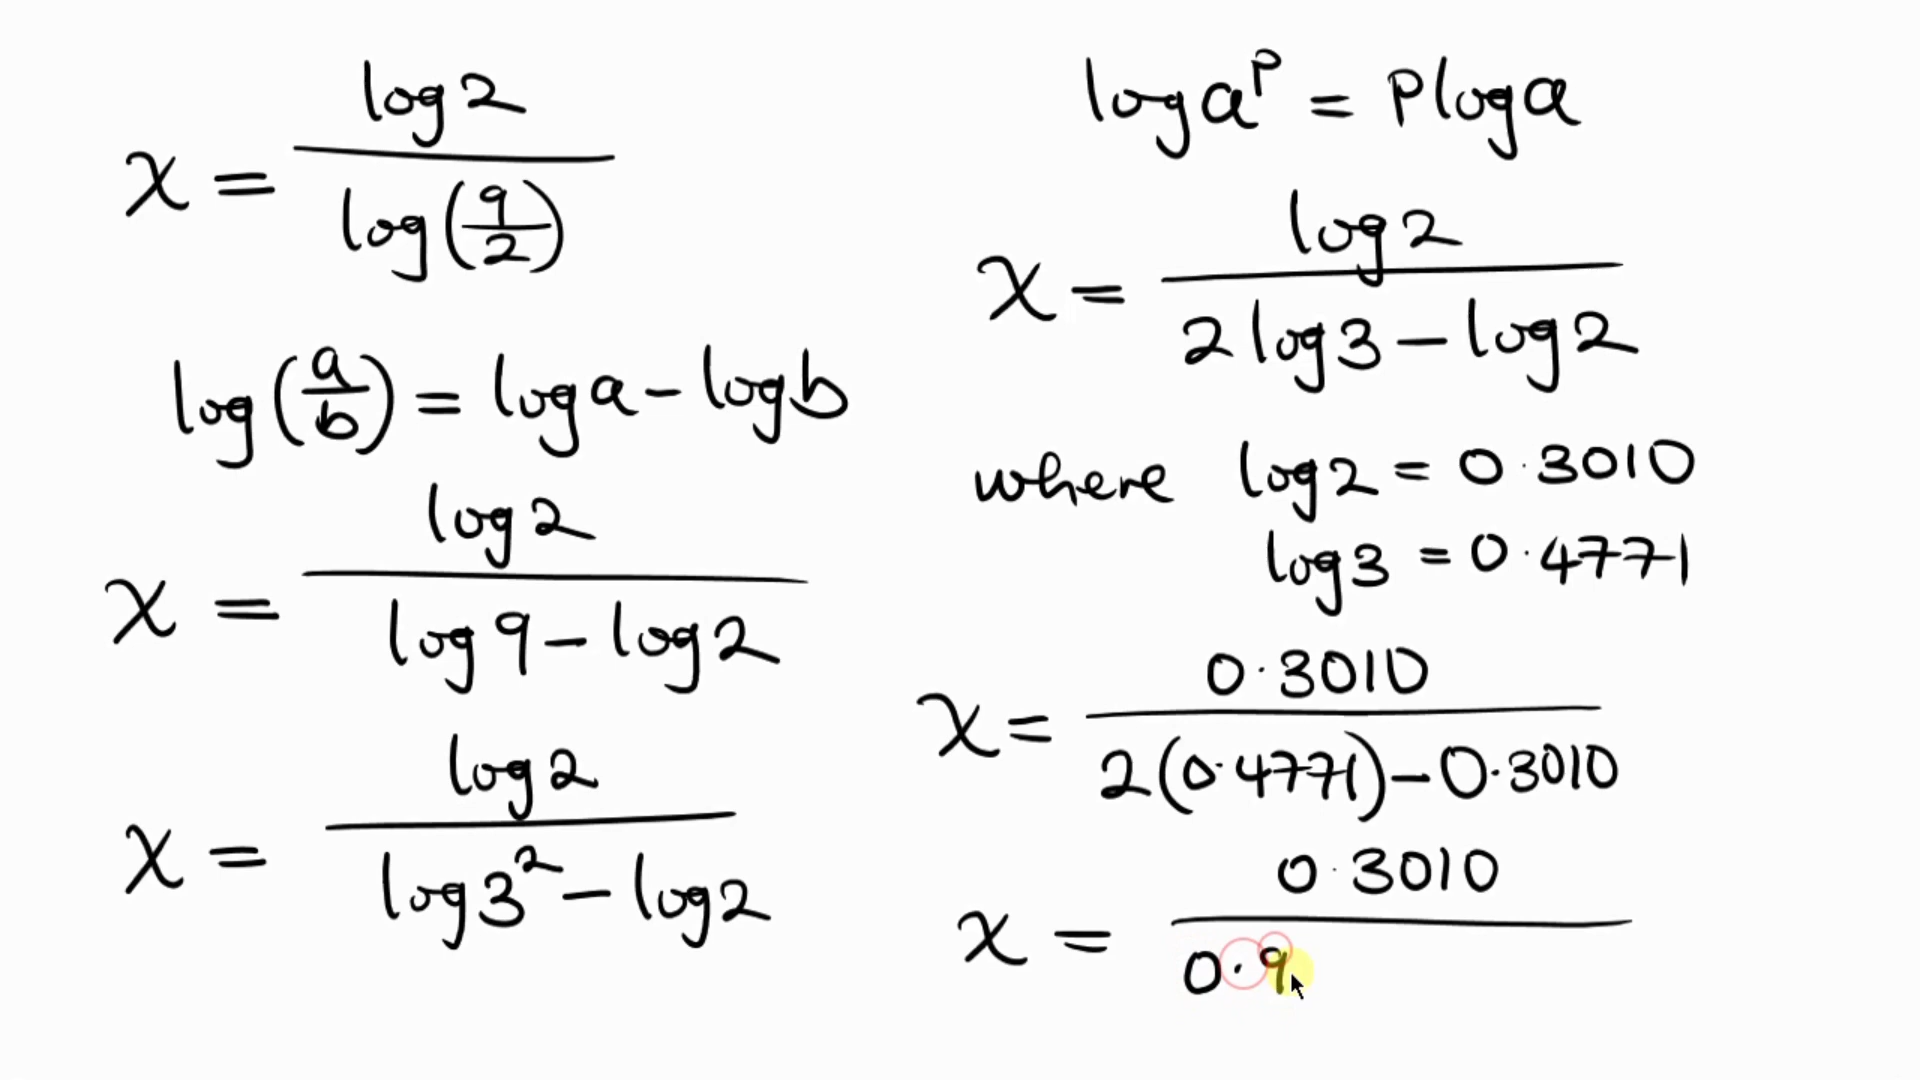 x = log2 / log(9/2)
log(a/b) = loga - logb
x = log2 / (log9 - log2)
x = log2 / (log3² - log2)
loga^P = Ploga
x = log2 / (2log3 - log2)
where log2 = 0.3010
log3 = 0.4771
x = 0.3010 / (2(0.4771) - 0.3010)
x = 0.3010 / 0.9